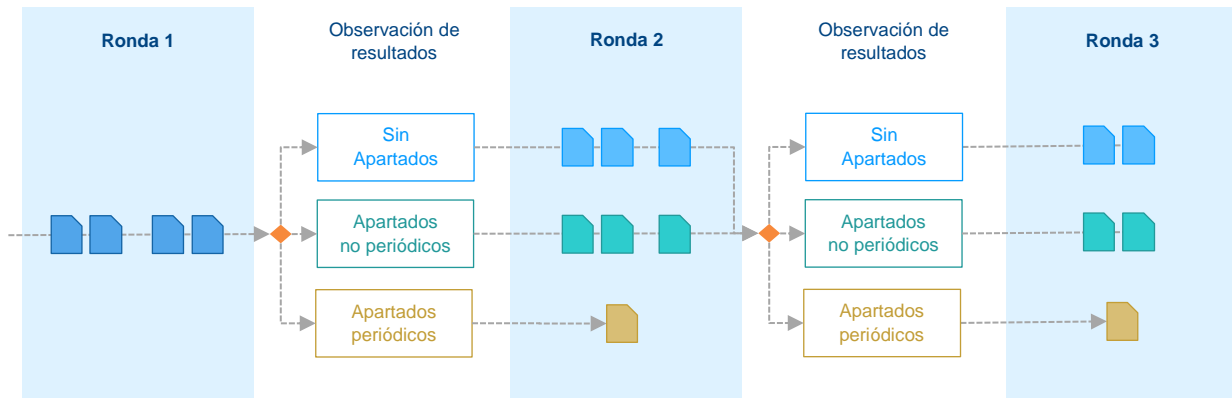 Ronda 1
Observación de
resultados
Ronda 2
Observación de
resultados
Ronda 3
Sin
Apartados
Apartados
no periódicos
Apartados
periódicos
Sin
Apartados
Apartados
no periódicos
Apartados
periódicos